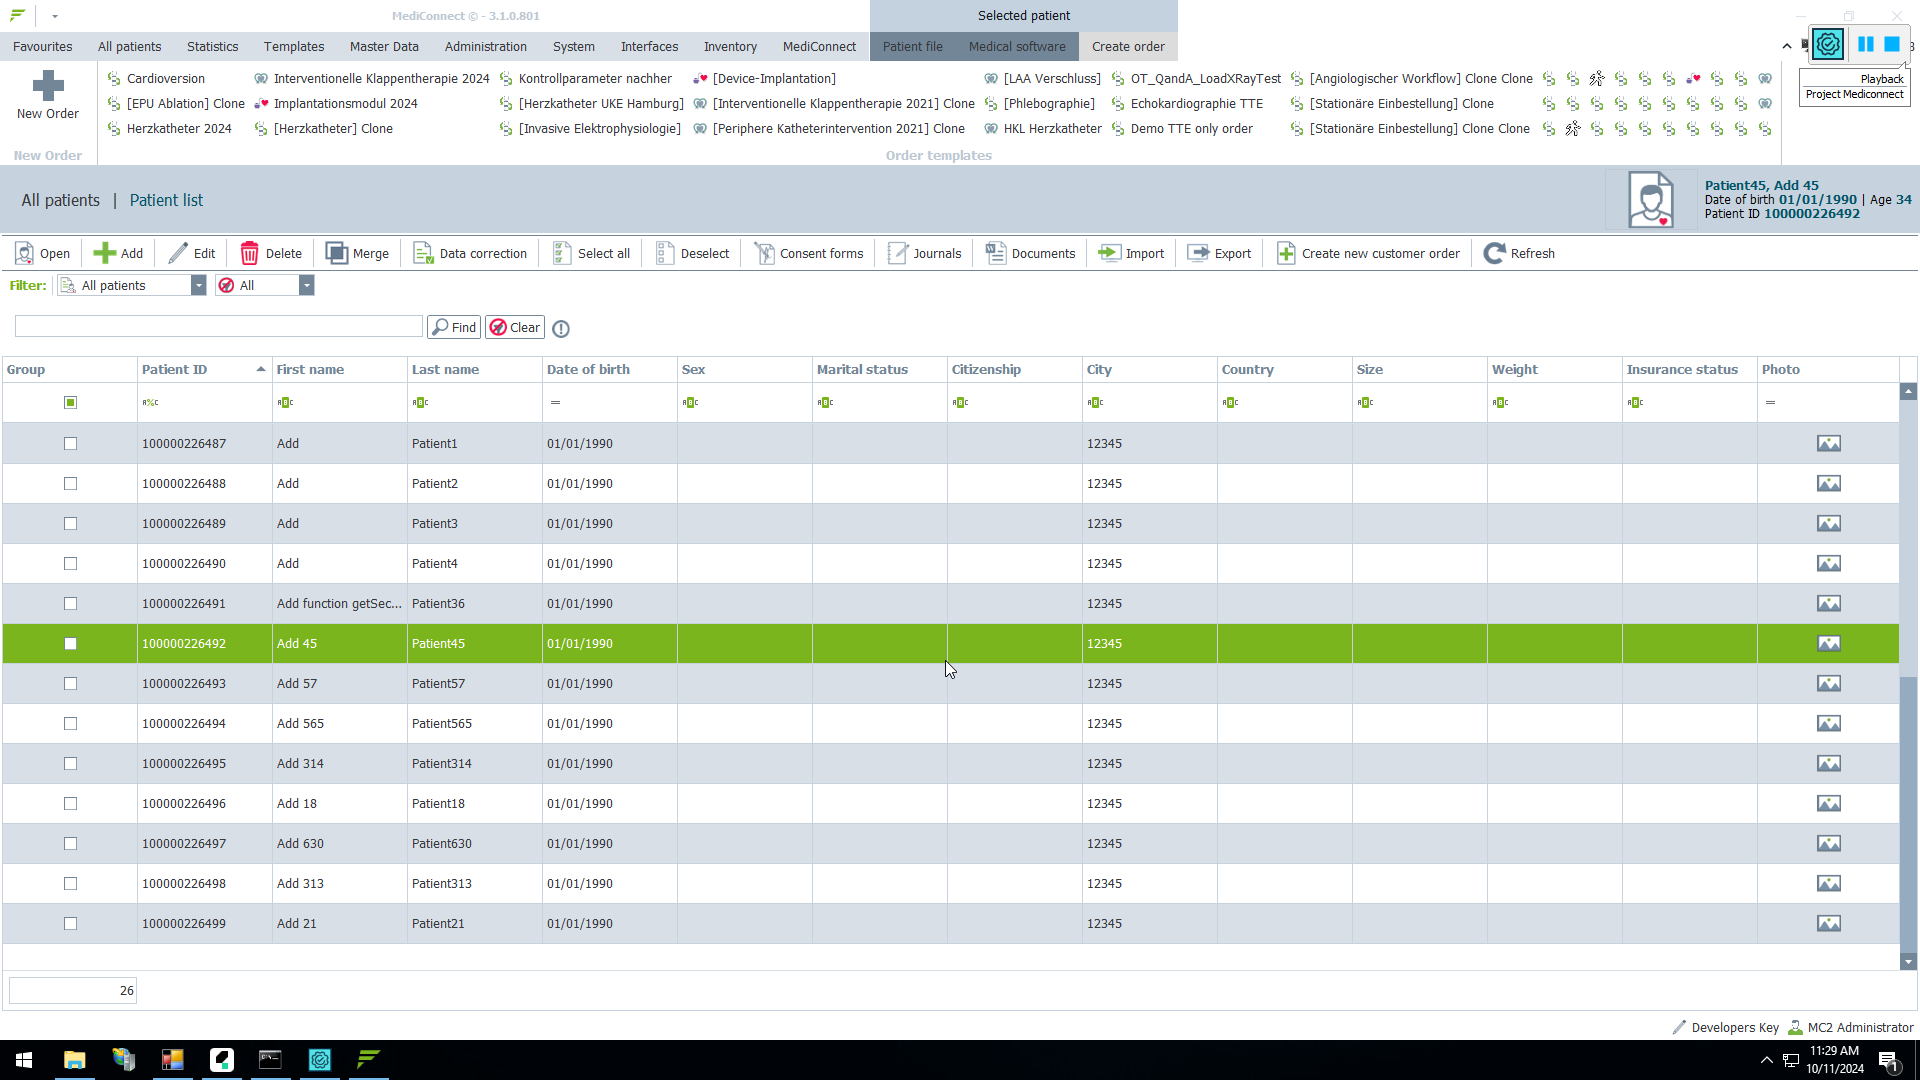 MediConnect © - 3.1.0.801
Selected patient
Favourites All patients Statistics Templates Master Data Administration System Interfaces Inventory MediConnect Patient file Medical software Create order
New Order
Cardioversion Interventionelle Klappentherapie 2024 Kontrollparameter nachher [Device-Implantation] [LAA Verschluss] OT_QandA_LoadXRayTest [Angiologischer Workflow] Clone Clone
[EPU Ablation] Clone Implantationsmodul 2024 [Herzkatheter UKE Hamburg] [Interventionelle Klappentherapie 2021] Clone [Phlebographie] Echokardiographie TTE [Stationäre Einbestellung] Clone
Herzkatheter 2024 [Herzkatheter] Clone [Invasive Elektrophysiologie] [Periphere Katheterintervention 2021] Clone HKL Herzkatheter Demo TTE only order [Stationäre Einbestellung] Clone Clone
New Order Order templates
Playback
Project Mediconnect
All patients | Patient list
Patient45, Add 45
Date of birth 01/01/1990 | Age 34
Patient ID 100000226492
Open Add Edit Delete Merge Data correction Select all Deselect Consent forms Journals Documents Import Export Create new customer order Refresh
Filter: All patients All
Find Clear
Group Patient ID First name Last name Date of birth Sex Marital status Citizenship City Country Size Weight Insurance status Photo
100000226487 Add Patient1 01/01/1990 12345
100000226488 Add Patient2 01/01/1990 12345
100000226489 Add Patient3 01/01/1990 12345
100000226490 Add Patient4 01/01/1990 12345
100000226491 Add function getSec... Patient36 01/01/1990 12345
100000226492 Add 45 Patient45 01/01/1990 12345
100000226493 Add 57 Patient57 01/01/1990 12345
100000226494 Add 565 Patient565 01/01/1990 12345
100000226495 Add 314 Patient314 01/01/1990 12345
100000226496 Add 18 Patient18 01/01/1990 12345
100000226497 Add 630 Patient630 01/01/1990 12345
100000226498 Add 313 Patient313 01/01/1990 12345
100000226499 Add 21 Patient21 01/01/1990 12345
26
Developers Key MC2 Administrator
11:29 AM
10/11/2024
1